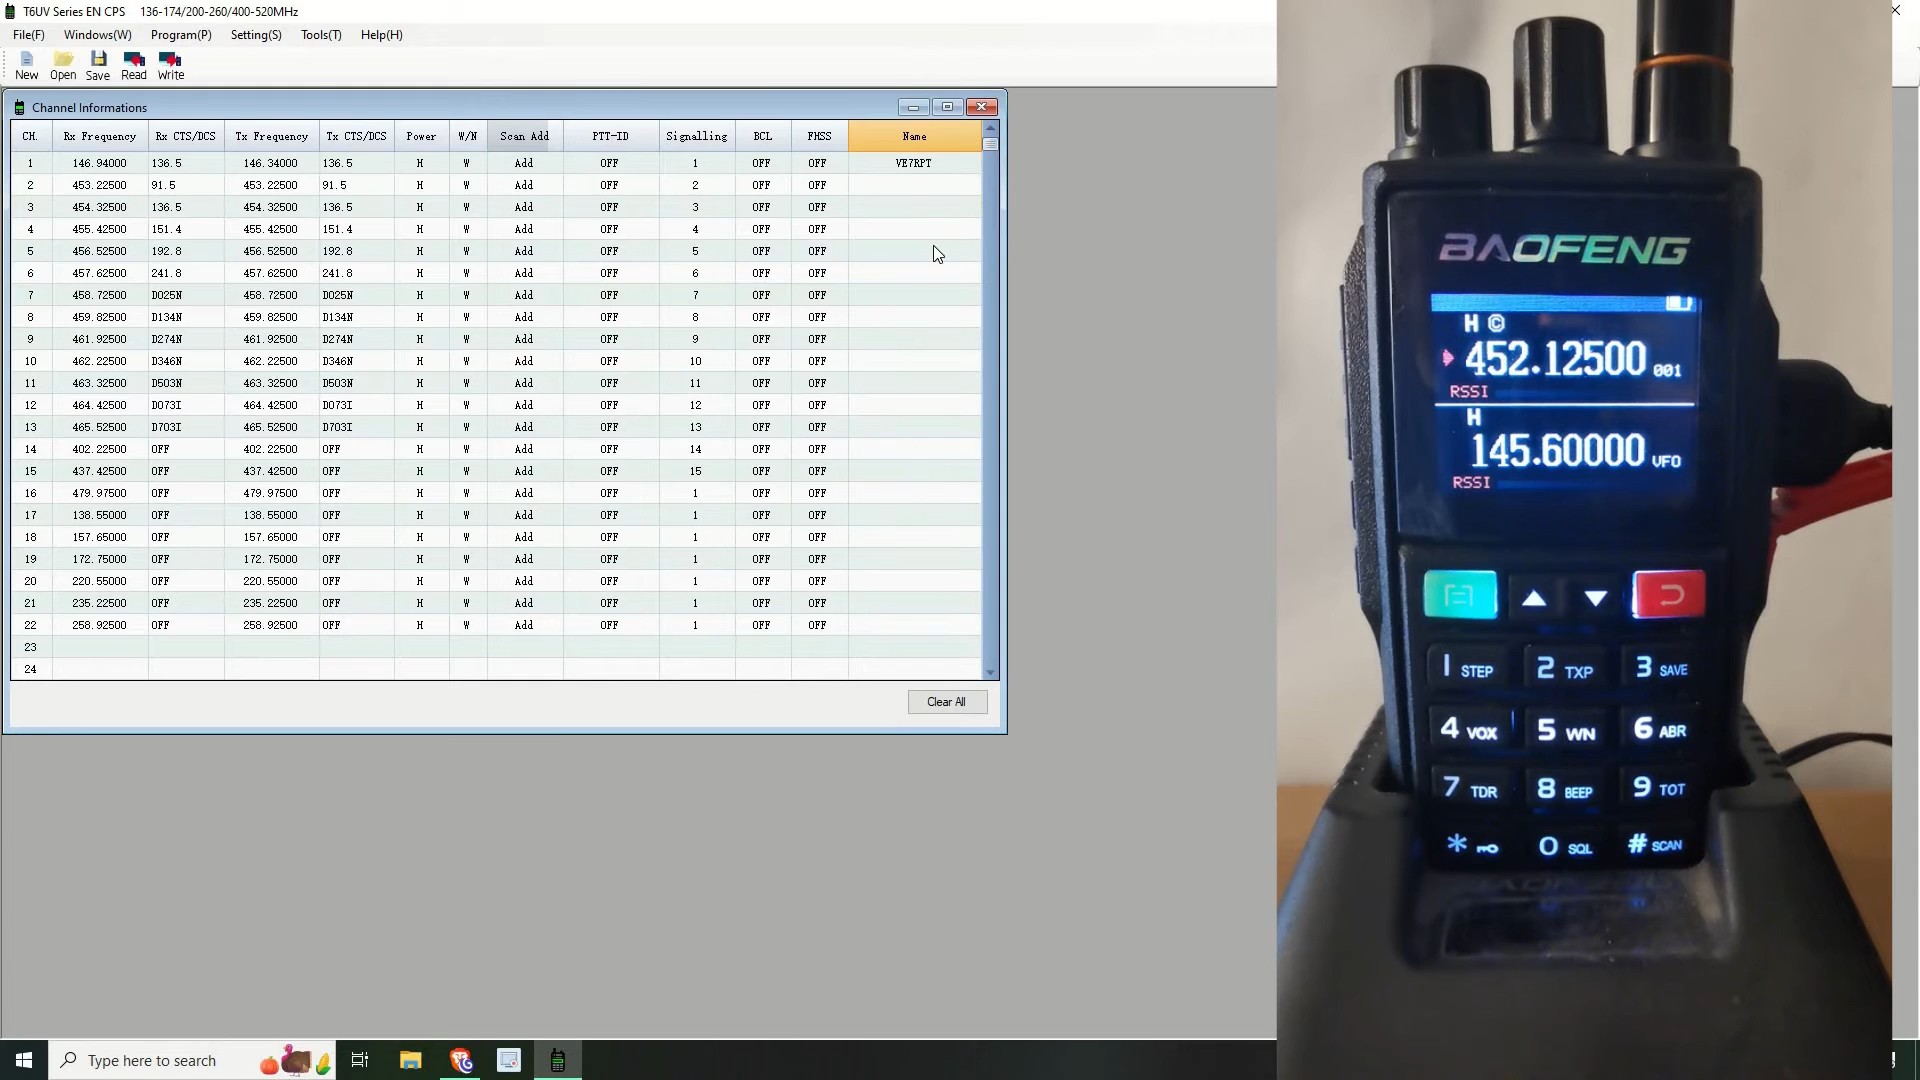 T6UV Series EN CPS 136-174/200-260/400-520MHz
File(F) Windows(W) Program(P) Setting(S) Tools(T) Help(H)
New Open Save Read Write
Channel Informations
CH. Rx Frequency Rx CTS/DCS Tx Frequency Tx CTS/DCS Power W/N Scan Add PTT-ID Signalling BCL FHSS Name
1 146.94000 136.5 146.34000 136.5 H W Add OFF 1 OFF OFF VE7RPT
2 453.22500 91.5 453.22500 91.5 H W Add OFF 2 OFF OFF
3 454.32500 136.5 454.32500 136.5 H W Add OFF 3 OFF OFF
4 455.42500 151.4 455.42500 151.4 H W Add OFF 4 OFF OFF
5 456.52500 192.8 456.52500 192.8 H W Add OFF 5 OFF OFF
6 457.62500 241.8 457.62500 241.8 H W Add OFF 6 OFF OFF
7 458.72500 D025N 458.72500 D025N H W Add OFF 7 OFF OFF
8 459.82500 D134N 459.82500 D134N H W Add OFF 8 OFF OFF
9 461.92500 D274N 461.92500 D274N H W Add OFF 9 OFF OFF
10 462.22500 D346N 462.22500 D346N H W Add OFF 10 OFF OFF
11 463.32500 D503N 463.32500 D503N H W Add OFF 11 OFF OFF
12 464.42500 D073I 464.42500 D073I H W Add OFF 12 OFF OFF
13 465.52500 D703I 465.52500 D703I H W Add OFF 13 OFF OFF
14 402.22500 OFF 402.22500 OFF H W Add OFF 14 OFF OFF
15 437.42500 OFF 437.42500 OFF H W Add OFF 15 OFF OFF
16 479.97500 OFF 479.97500 OFF H W Add OFF 1 OFF OFF
17 138.55000 OFF 138.55000 OFF H W Add OFF 1 OFF OFF
18 157.65000 OFF 157.65000 OFF H W Add OFF 1 OFF OFF
19 172.75000 OFF 172.75000 OFF H W Add OFF 1 OFF OFF
20 220.55000 OFF 220.55000 OFF H W Add OFF 1 OFF OFF
21 235.22500 OFF 235.22500 OFF H W Add OFF 1 OFF OFF
22 258.92500 OFF 258.92500 OFF H W Add OFF 1 OFF OFF
23
24
Clear All
Type here to search
BAOFENG
H ©
452.12500 001
RSSI
H
145.60000 VFO
RSSI
1 STEP 2 TXP 3 SAVE
4 VOX 5 WN 6 ABR
7 TDR 8 BEEP 9 TOT
* 0 SQL # SCAN